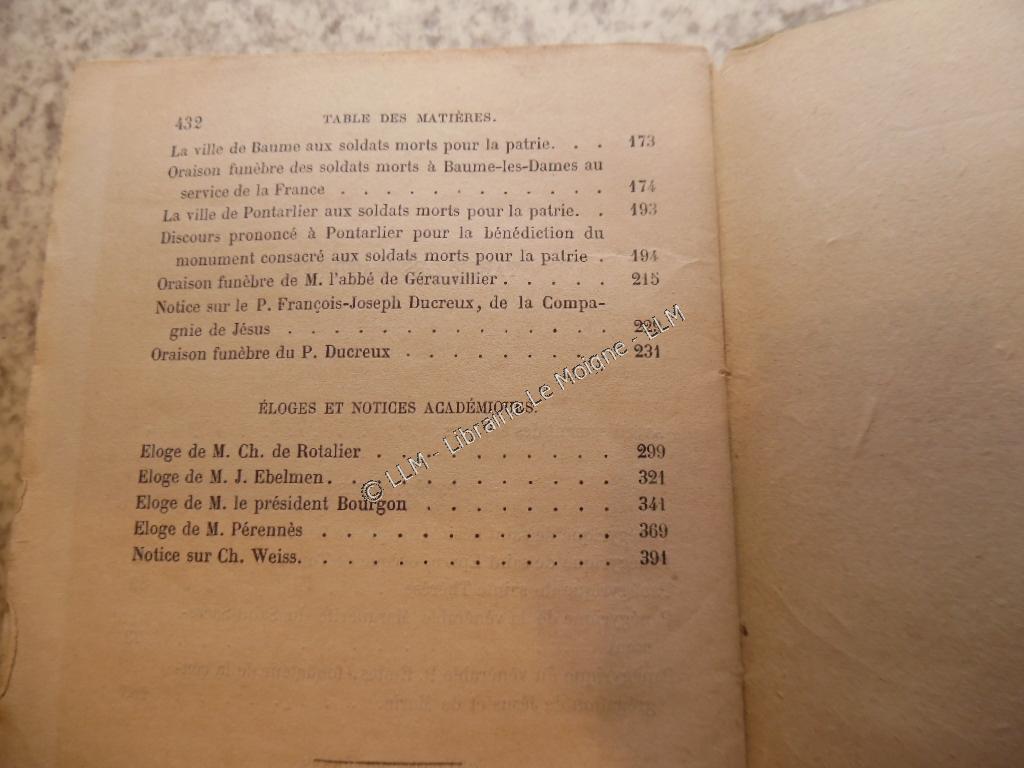 432 TABLE DES MATIÈRES.
La ville de Baume aux soldats morts pour la patrie. . . 173
Oraison funèbre des soldats morts à Baume-les-Dames au
service de la France . . . . . . . . . . . . 174
La ville de Pontarlier aux soldats morts pour la patrie. . 193
Discours prononcé à Pontarlier pour la bénédiction du
monument consacré aux soldats morts pour la patrie . 194
Oraison funèbre de M. l'abbé de Gérauvillier . . . . . 215
Notice sur le P. François-Joseph Ducreux, de la Compa-
gnie de Jésus . . . . . . . . . . . . . .
Oraison funèbre du P. Ducreux . . . . . . . . . 231
ÉLOGES ET NOTICES ACADÉMIQUES.
Eloge de M. Ch. de Rotalier . . . . . . . . . 299
Eloge de M. J. Ebelmen. . . . . . . . . . . 321
Eloge de M. le président Bourgon . . . . . . . 341
Eloge de M. Pérennès . . . . . . . . . . . 369
Notice sur Ch. Weiss. . . . . . . . . . . . 391
© LLM - Librairie Le Moigne - LLM